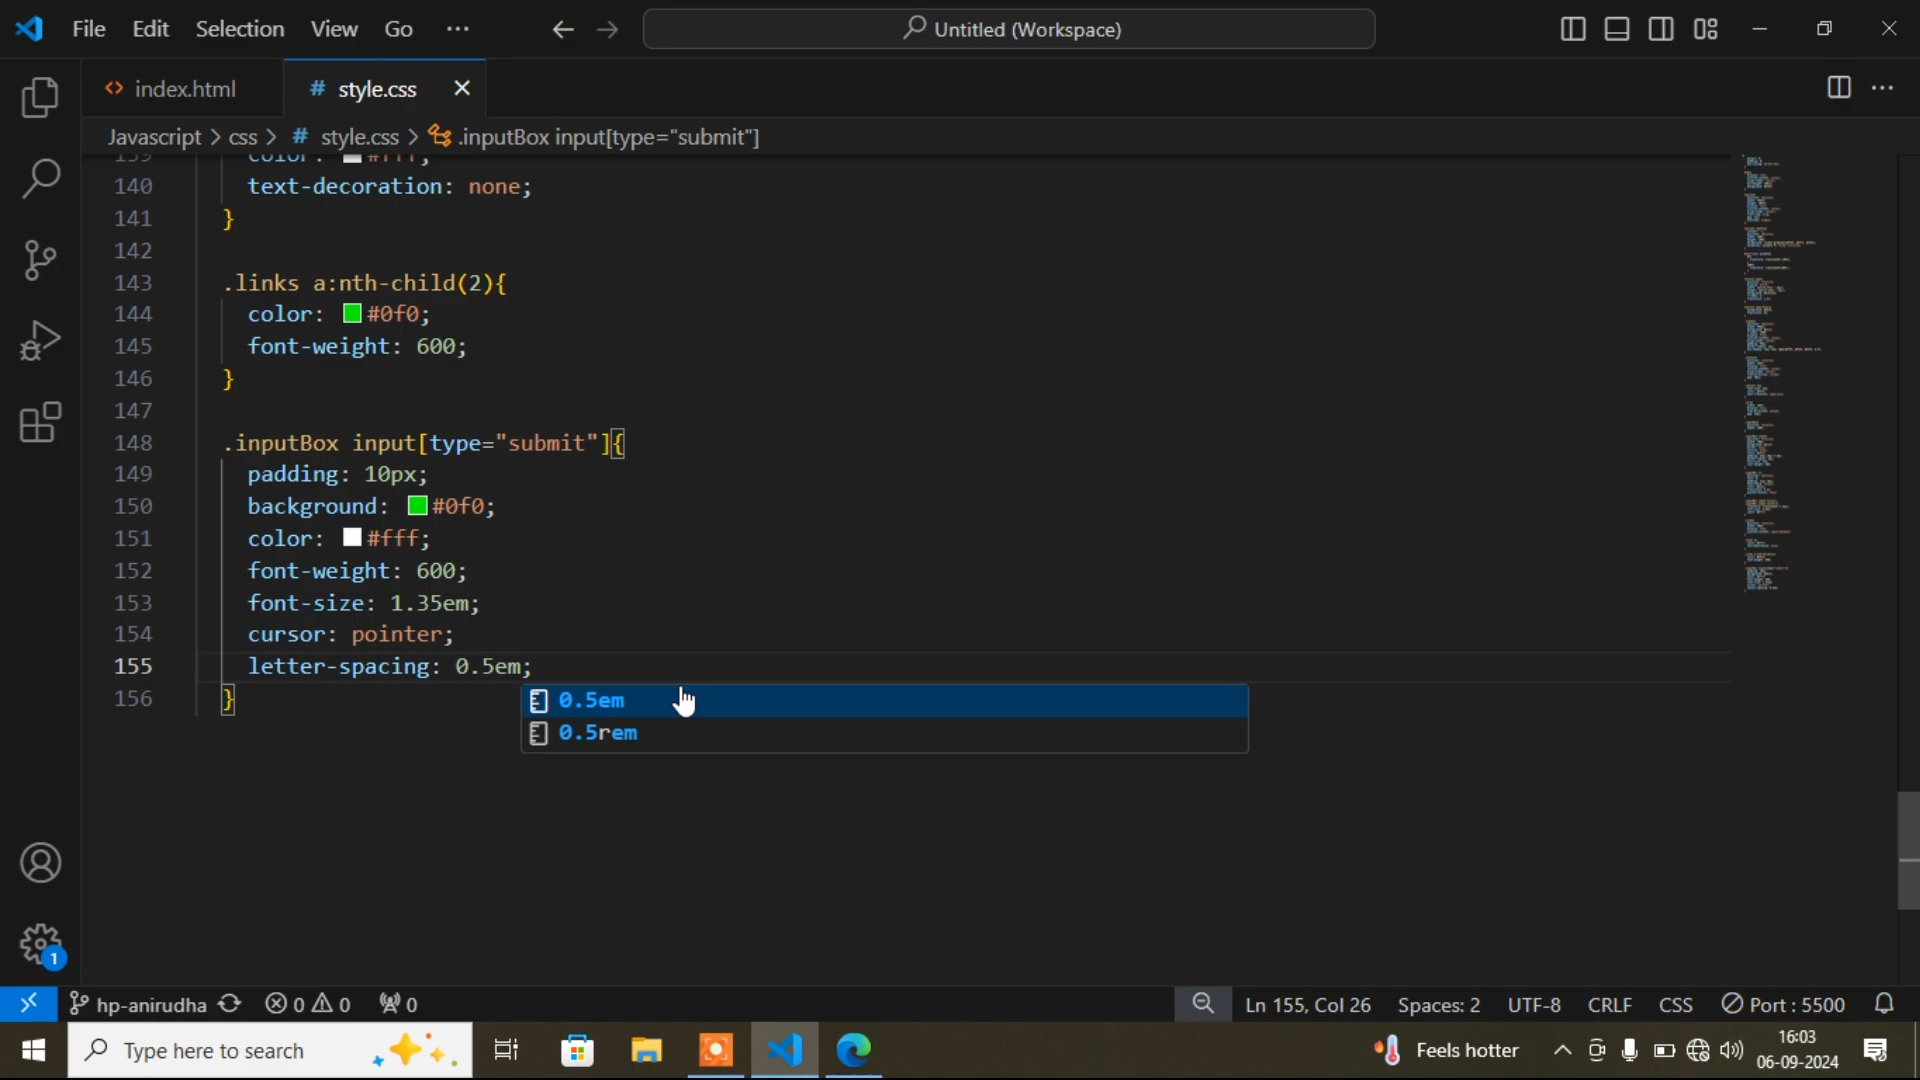 File Edit Selection View Go ··· Untitled (Workspace)
<> index.html # style.css
Javascript > css > # style.css > .inputBox input[type="submit"]
139 color: #fff;
140 text-decoration: none;
141 }
142
143 .links a:nth-child(2){
144 color: #0f0;
145 font-weight: 600;
146 }
147
148 .inputBox input[type="submit"]{
149 padding: 10px;
150 background: #0f0;
151 color: #fff;
152 font-weight: 600;
153 font-size: 1.35em;
154 cursor: pointer;
155 letter-spacing: 0.5em;
156 }
0.5em
0.5rem
1
hp-anirudha 0 0 0 Ln 155, Col 26 Spaces: 2 UTF-8 CRLF CSS Port : 5500
Type here to search Feels hotter 16:03
06-09-2024